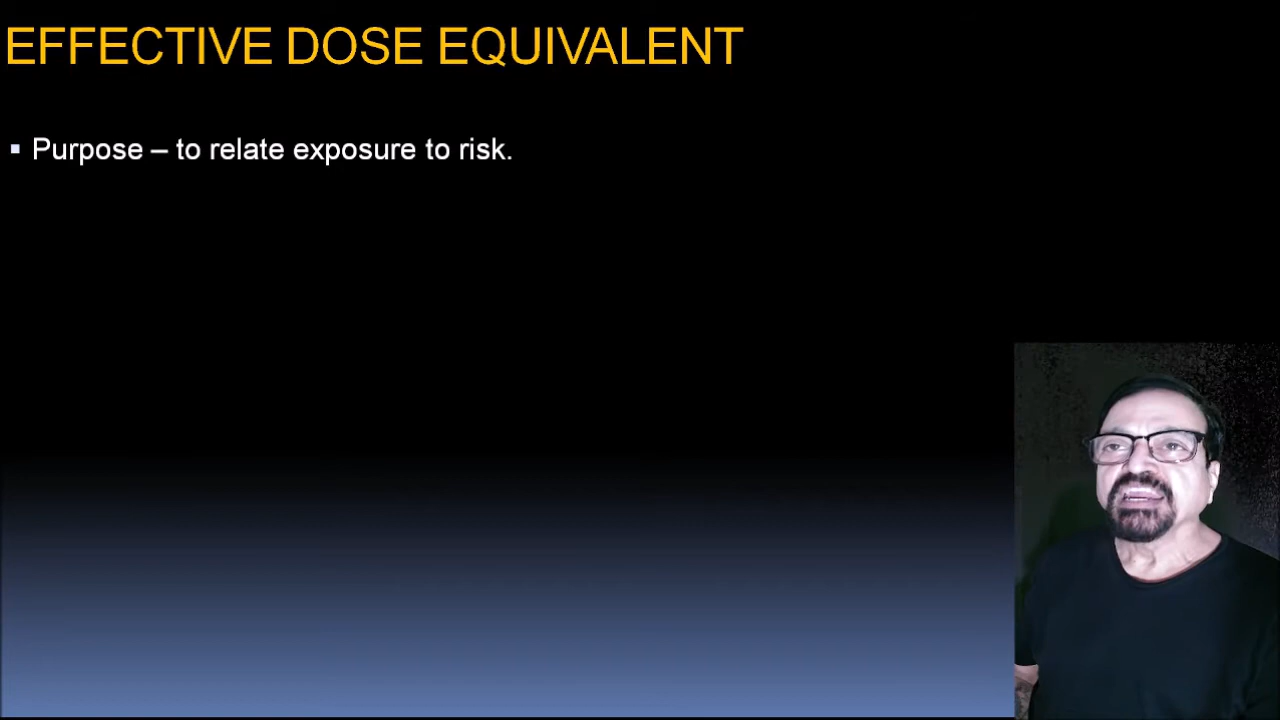 EFFECTIVE DOSE EQUIVALENT
▪ Purpose – to relate exposure to risk.